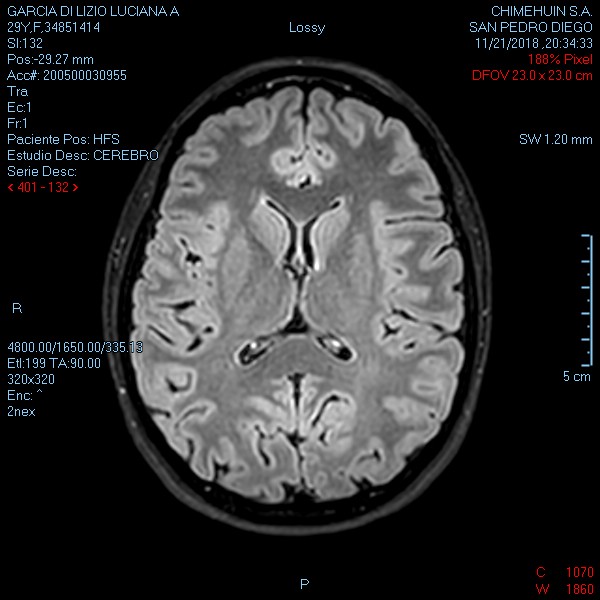 GARCIA DI LIZIO LUCIANA A
29Y,F,34851414
Sl:132
Pos:-29.27 mm
Acc#: 200500030955
Tra
Ec:1
Fr:1
Paciente Pos: HFS
Estudio Desc: CEREBRO
Serie Desc:
< 401 - 132 >
Lossy
CHIMEHUIN S.A.
SAN PEDRO DIEGO
11/21/2018 ,20:34:33
188% Pixel
DFOV 23.0 x 23.0 cm
SW 1.20 mm
R
4800.00/1650.00/335.13
Etl:199 TA:90.00
320x320
Enc: ^
2nex
5 cm
P
C 1070
W 1860